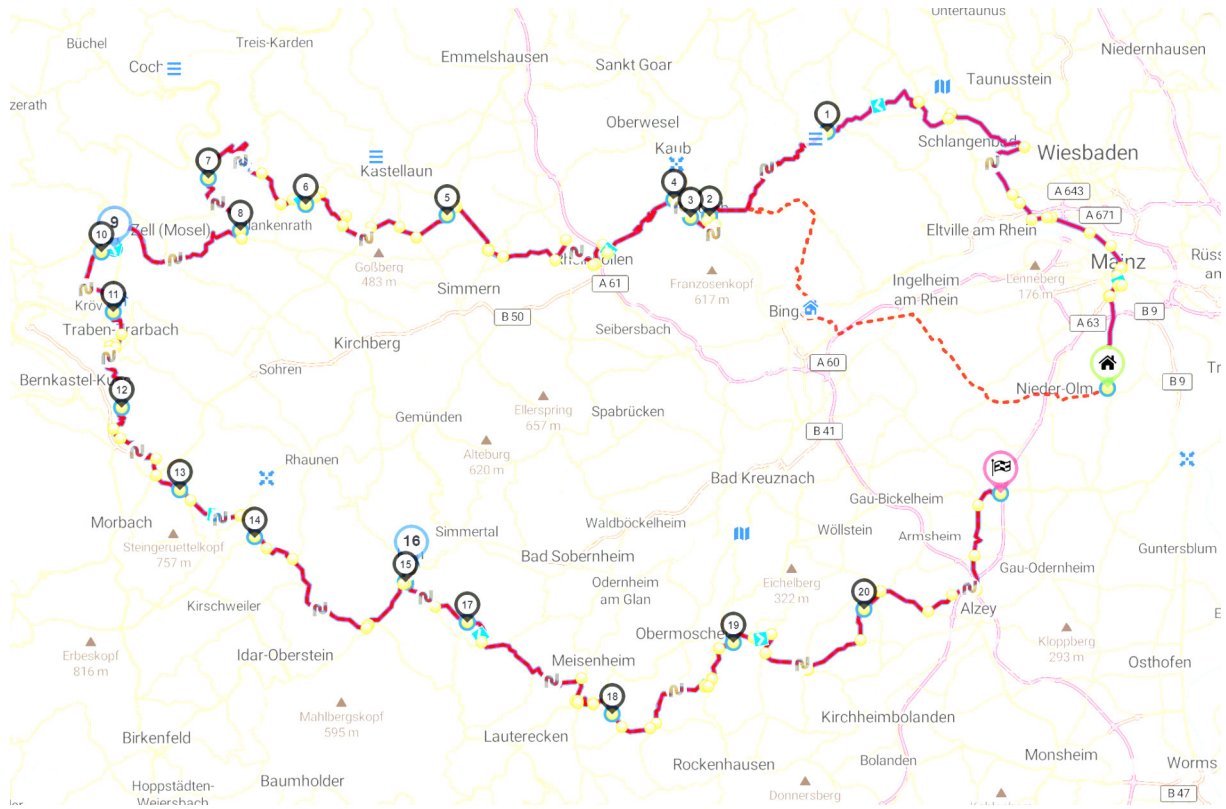 Untertaunus
Büchel
Treis-Karden
Emmelshausen
Niedernhausen
Coch
Sankt Goar
Taunusstein
zerath
Oberwesel
1
Schlangenbad
Kaub
Wiesbaden
7
Kastellaun
6
4
A 643
5
3
2
A 671
9
8
Zell (Mosel)
Eltville am Rhein
10
Mainz
Goßberg
483 m
A 61
Franzosenkopf
617 m
Ingelheim
am Rhein
Lenneberg
176 m
Simmern
11
Kröv
B 50
Bing
A 63
B 9
Traben-Trarbach
Seibersbach
Kirchberg
A 60
Sohren
Bernkastel-Ku
12
Nieder-Olm
B 9
Ellerspring
657 m
Gemünden
Spabrücken
B 41
Alteburg
620 m
Rhaunen
13
Bad Kreuznach
Gau-Bickelheim
Morbach
14
Waldböckelheim
Wöllstein
Armsheim
Steingeruettelkopf
757 m
16
Simmertal
Guntersblum
15
Bad Sobernheim
Odernheim
am Glan
Eichelberg
322 m
Gau-Odernheim
Kirschweiler
17
20
Alzey
19
Obermosche
Kloppberg
293 m
Erbeskopf
816 m
Idar-Oberstein
Meisenheim
Osthofen
18
Mahlbergskopf
595 m
Kirchheimbolanden
Birkenfeld
Lauterecken
Rockenhausen
Bolanden
Monsheim
Worms
Hoppstädten-
Weiersbach
Baumholder
Donnersberg
B 47